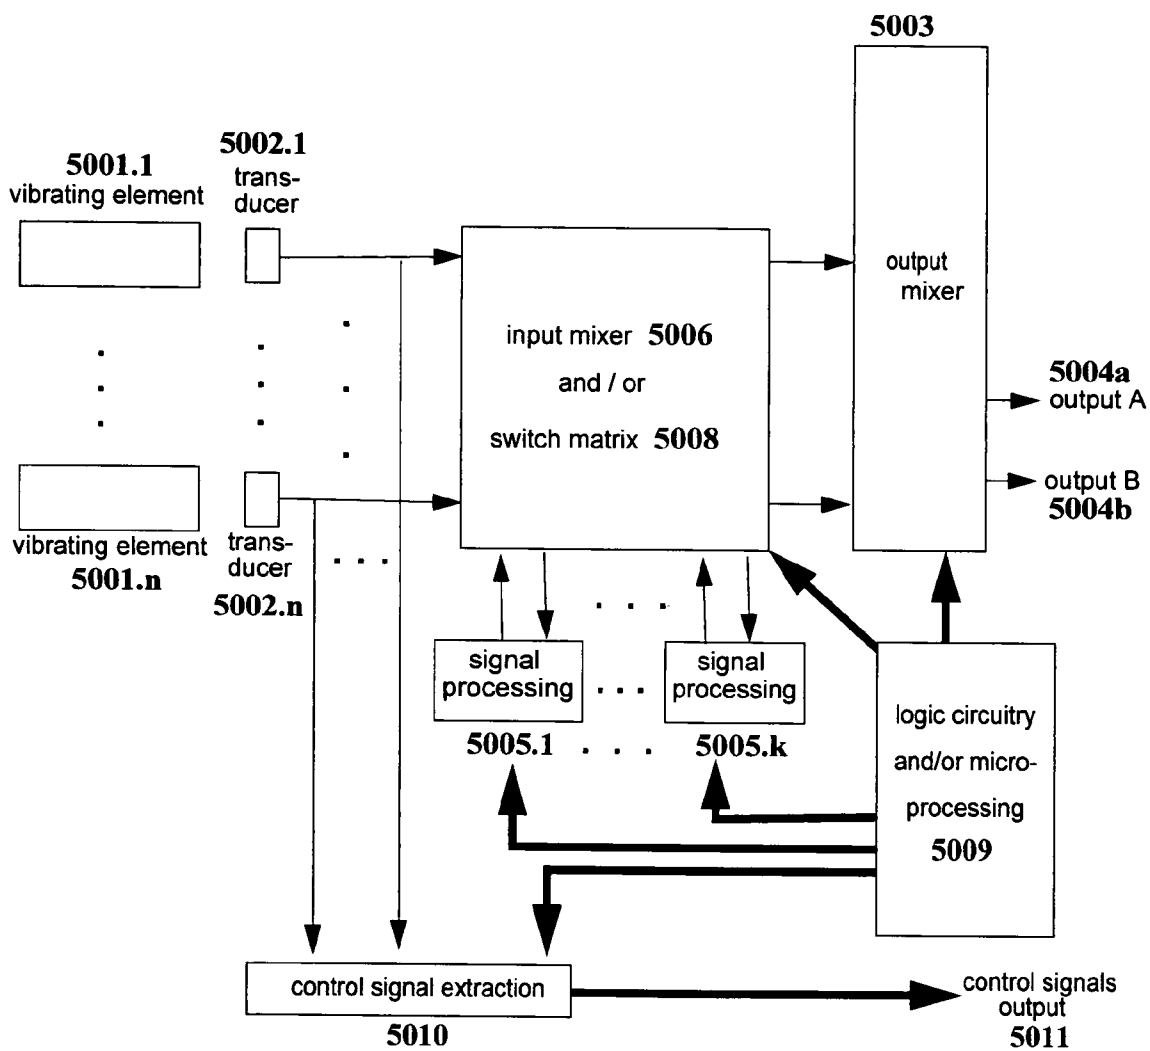 5003
5002.1
trans-
ducer
5001.1
vibrating element
output
mixer
input mixer 5006
and / or
switch matrix 5008
5004a
output A
output B
5004b
vibrating element
5001.n
trans-
ducer
5002.n
signal
processing
signal
processing
5005.1
5005.k
logic circuitry
and/or micro-
processing
5009
control signal extraction
5010
control signals
output
5011